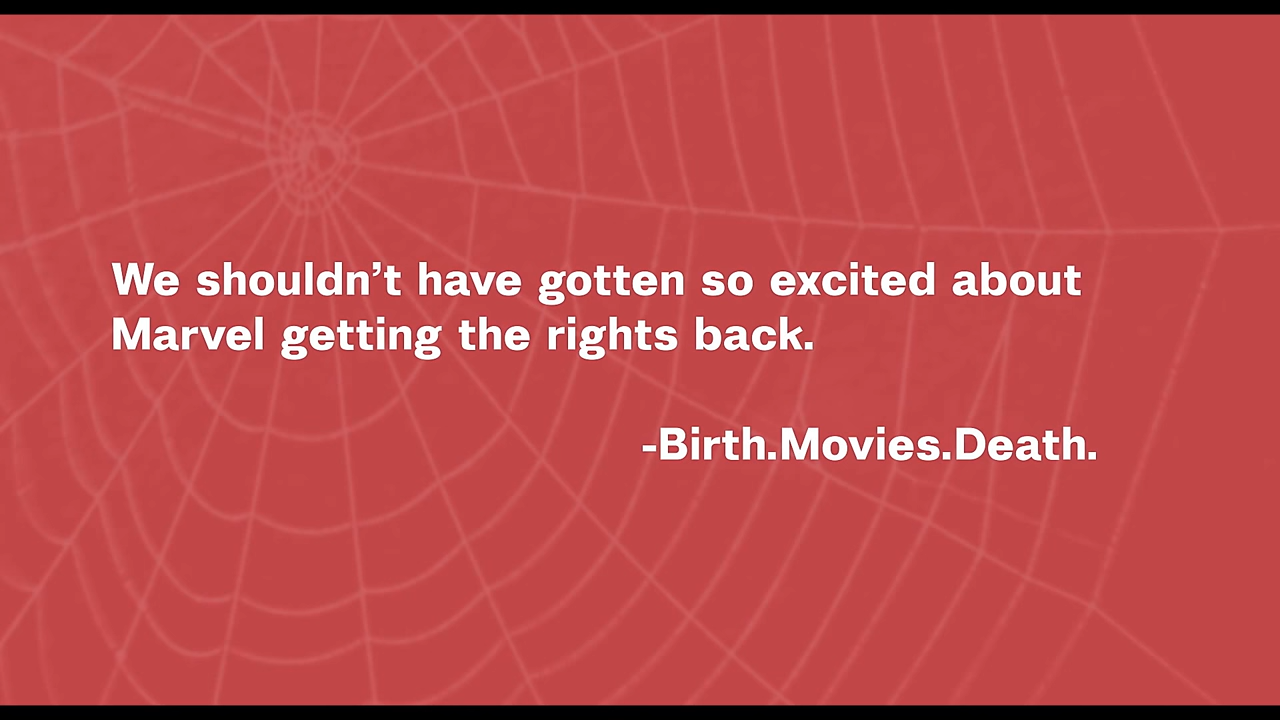 We shouldn’t have gotten so excited about
Marvel getting the rights back.
-Birth.Movies.Death.